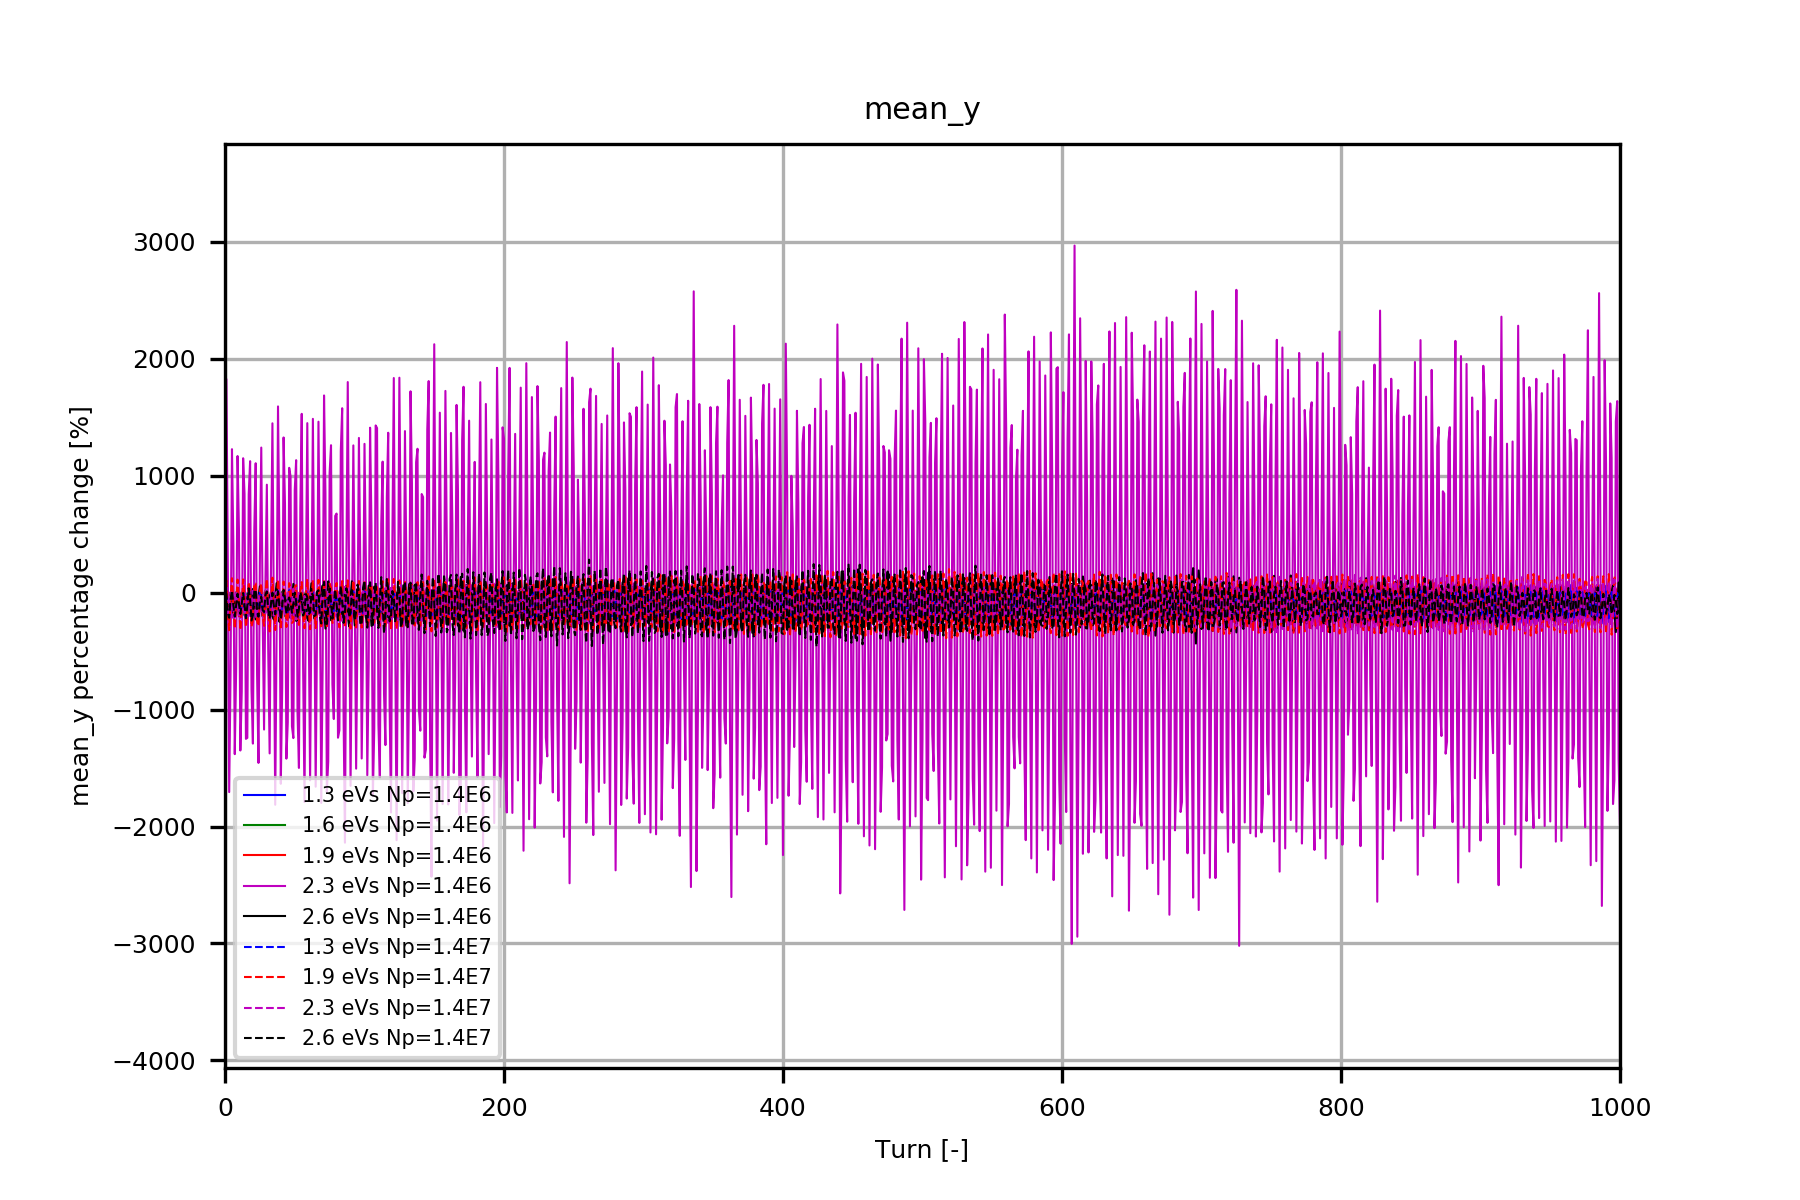 mean_y
mean_y percentage change [%]
3000
2000
1000
0
−1000
−2000
−3000
−4000
1.3 eVs Np=1.4E6
1.6 eVs Np=1.4E6
1.9 eVs Np=1.4E6
2.3 eVs Np=1.4E6
2.6 eVs Np=1.4E6
1.3 eVs Np=1.4E7
1.9 eVs Np=1.4E7
2.3 eVs Np=1.4E7
2.6 eVs Np=1.4E7
0 200 400 600 800 1000
Turn [-]